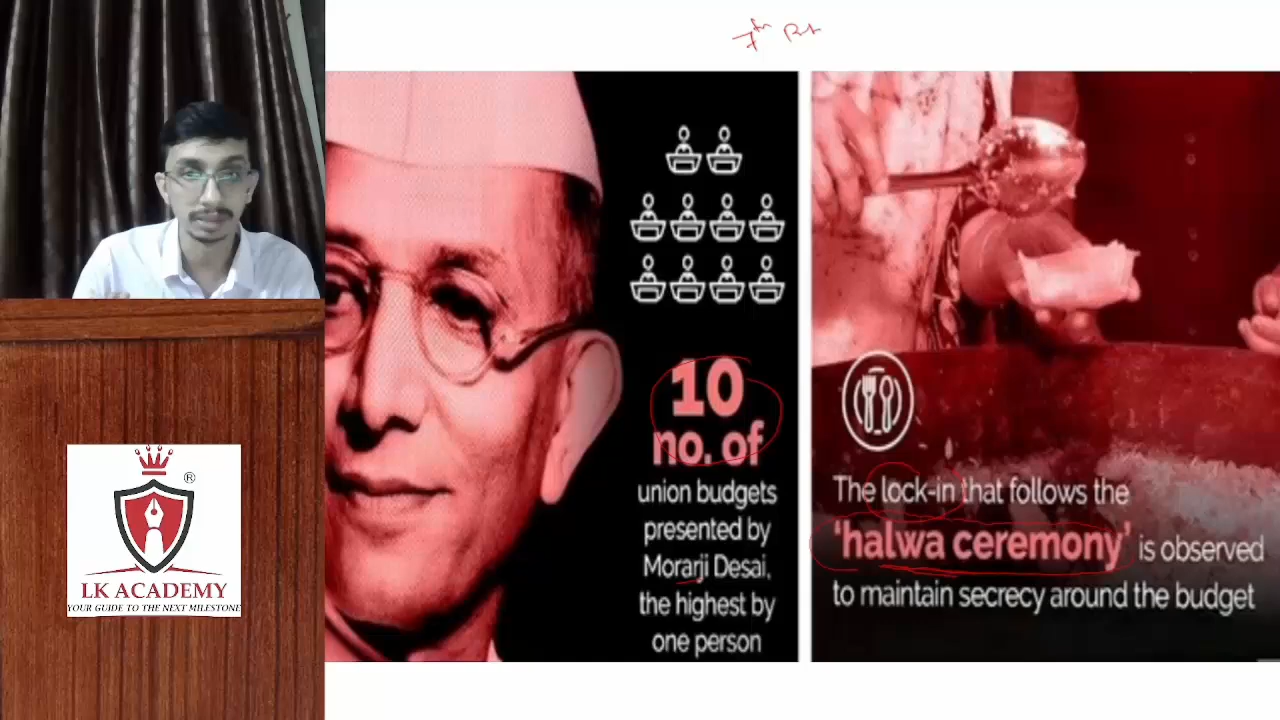 7th
10
no. of
union budgets
presented by
Morarji Desai,
the highest by
one person
The lock-in that follows the
‘halwa ceremony’ is observed
to maintain secrecy around the budget
®
LK ACADEMY
YOUR GUIDE TO THE NEXT MILESTONE